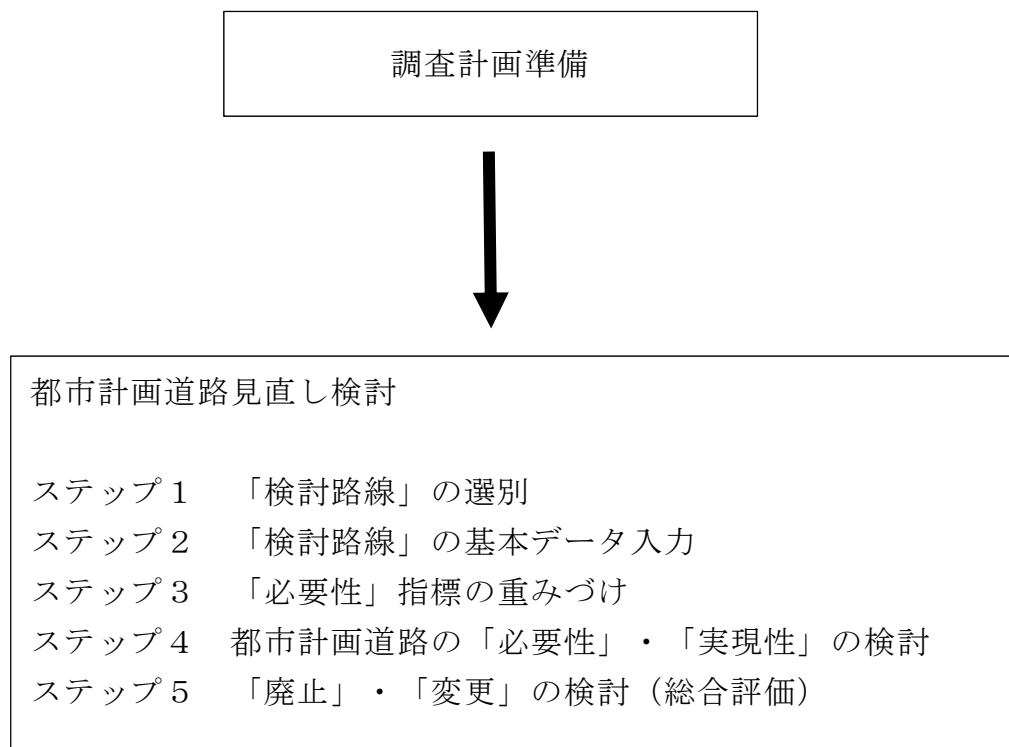 調査計画準備
都市計画道路見直し検討
ステップ１　「検討路線」の選別
ステップ２　「検討路線」の基本データ入力
ステップ３　「必要性」指標の重みづけ
ステップ４　都市計画道路の「必要性」・「実現性」の検討
ステップ５　「廃止」・「変更」の検討（総合評価）